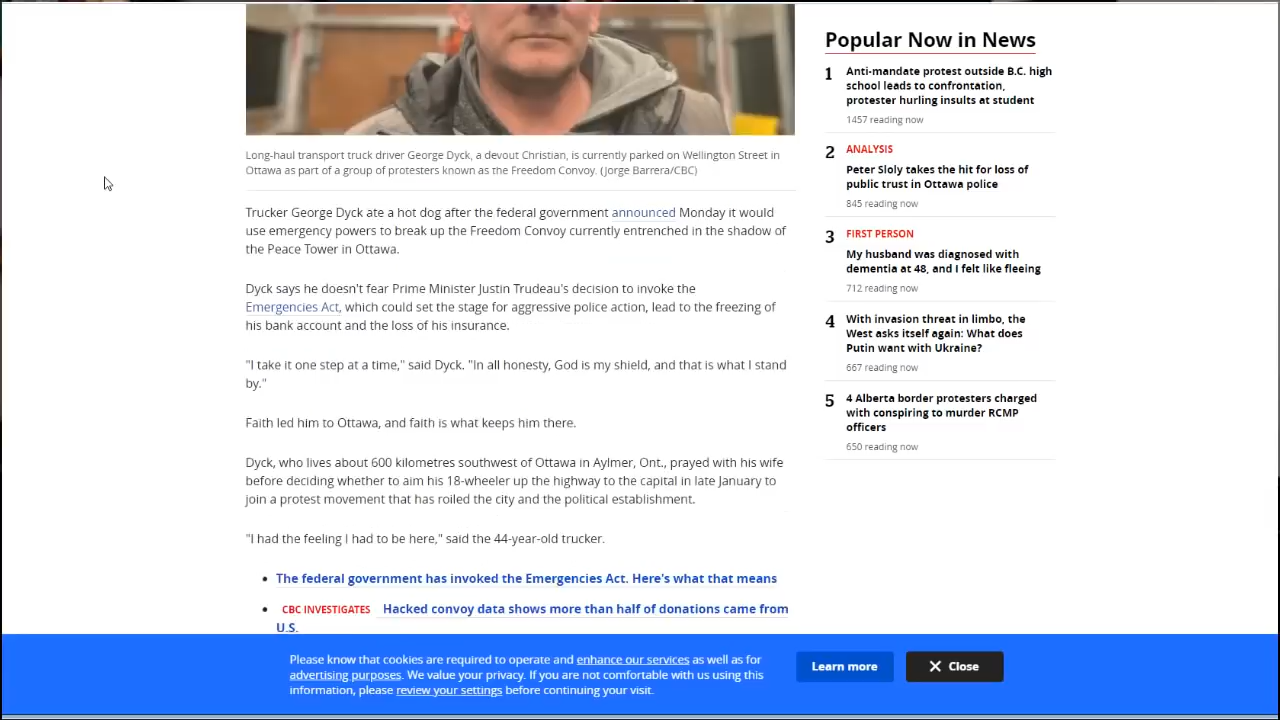 Long-haul transport truck driver George Dyck, a devout Christian, is currently parked on Wellington Street in
Ottawa as part of a group of protesters known as the Freedom Convoy. (Jorge Barrera/CBC)
Trucker George Dyck ate a hot dog after the federal government announced Monday it would
use emergency powers to break up the Freedom Convoy currently entrenched in the shadow of
the Peace Tower in Ottawa.
Dyck says he doesn't fear Prime Minister Justin Trudeau's decision to invoke the
Emergencies Act, which could set the stage for aggressive police action, lead to the freezing of
his bank account and the loss of his insurance.
"I take it one step at a time," said Dyck. "In all honesty, God is my shield, and that is what I stand
by."
Faith led him to Ottawa, and faith is what keeps him there.
Dyck, who lives about 600 kilometres southwest of Ottawa in Aylmer, Ont., prayed with his wife
before deciding whether to aim his 18-wheeler up the highway to the capital in late January to
join a protest movement that has roiled the city and the political establishment.
"I had the feeling I had to be here," said the 44-year-old trucker.
• The federal government has invoked the Emergencies Act. Here's what that means
• CBC INVESTIGATES Hacked convoy data shows more than half of donations came from
U.S.
Popular Now in News
1 Anti-mandate protest outside B.C. high
school leads to confrontation,
protester hurling insults at student
1457 reading now
2 ANALYSIS
Peter Sloly takes the hit for loss of
public trust in Ottawa police
845 reading now
3 FIRST PERSON
My husband was diagnosed with
dementia at 48, and I felt like fleeing
712 reading now
4 With invasion threat in limbo, the
West asks itself again: What does
Putin want with Ukraine?
667 reading now
5 4 Alberta border protesters charged
with conspiring to murder RCMP
officers
650 reading now
Please know that cookies are required to operate and enhance our services as well as for
advertising purposes. We value your privacy. If you are not comfortable with us using this
information, please review your settings before continuing your visit.
Learn more
Close